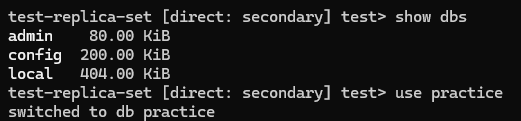 test-replica-set [direct: secondary] test> show dbs
admin    80.00 KiB
config  200.00 KiB
local   404.00 KiB
test-replica-set [direct: secondary] test> use practice
switched to db practice